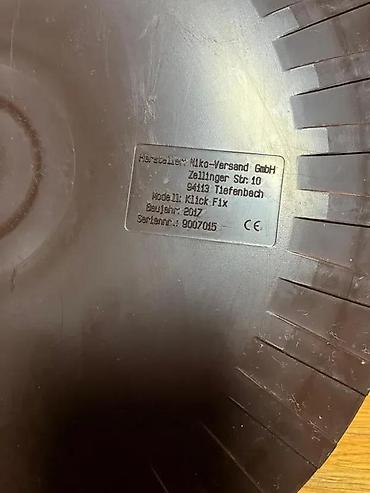 Hersteller: Niko-Versand GmbH
Zellinger Str. 10
94113 Tiefenbach
Modell: Klick Fix
Baujahr: 2017
Seriennr.: 9007015 CE